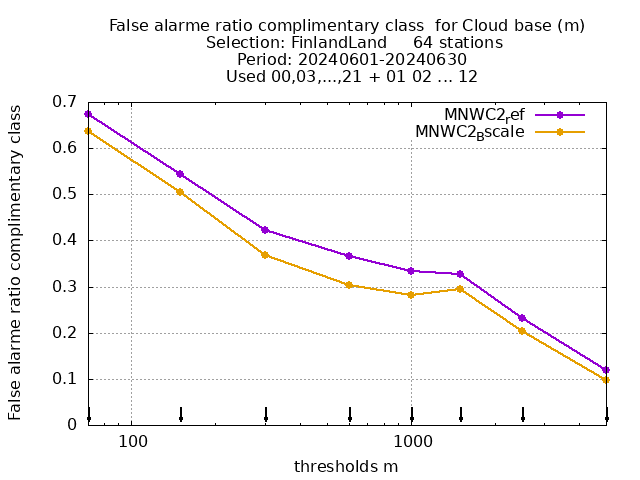 False alarme ratio complimentary class  for Cloud base (m)
Selection: FinlandLand     64 stations
Period: 20240601-20240630
Used 00,03,...,21 + 01 02 ... 12
False alarme ratio complimentary class
0.7
0.6
0.5
0.4
0.3
0.2
0.1
0
MNWC2ref
MNWC2Bscale
100
1000
thresholds m